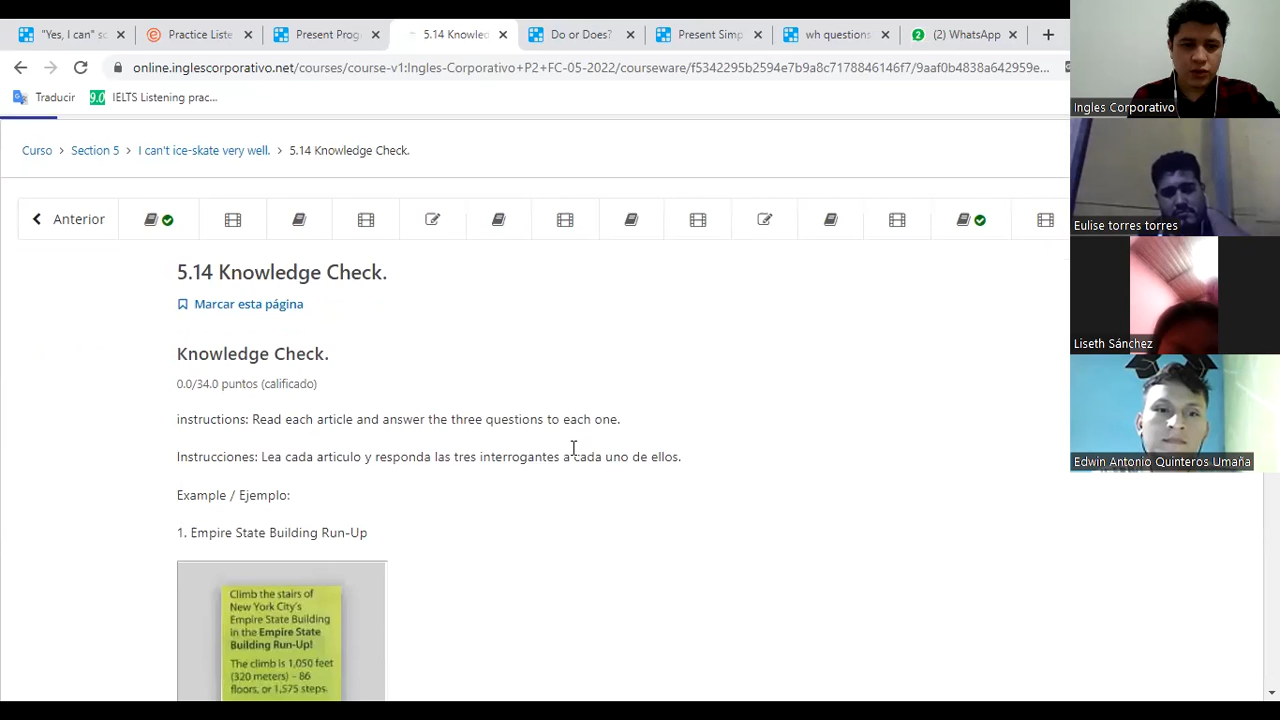 "Yes, I can" so
Practice Liste
Present Prog
5.14 Knowled
Do or Does?
Present Simp
wh questions
2
(2) WhatsApp
online.inglescorporativo.net/courses/course-v1:Ingles-Corporativo+P2+FC-05-2022/courseware/f5342295b2594e7b9a8c7178846146f7/9aaf0b4838a642959e...
Traducir
9.0
IELTS Listening prac...
Curso > Section 5 > I can't ice-skate very well. > 5.14 Knowledge Check.
Anterior
5.14 Knowledge Check.
Marcar esta página
Knowledge Check.
0.0/34.0 puntos (calificado)
instructions: Read each article and answer the three questions to each one.
Instrucciones: Lea cada articulo y responda las tres interrogantes a cada uno de ellos.
Example / Ejemplo:
1. Empire State Building Run-Up
Climb the stairs of
New York City's
Empire State Building
in the Empire State
Building Run-Up!
The climb is 1,050 feet
(320 meters) – 86
floors, or 1,575 steps.
Ingles Corporativo
Eulise torres torres
Liseth Sánchez
Edwin Antonio Quinteros Umaña